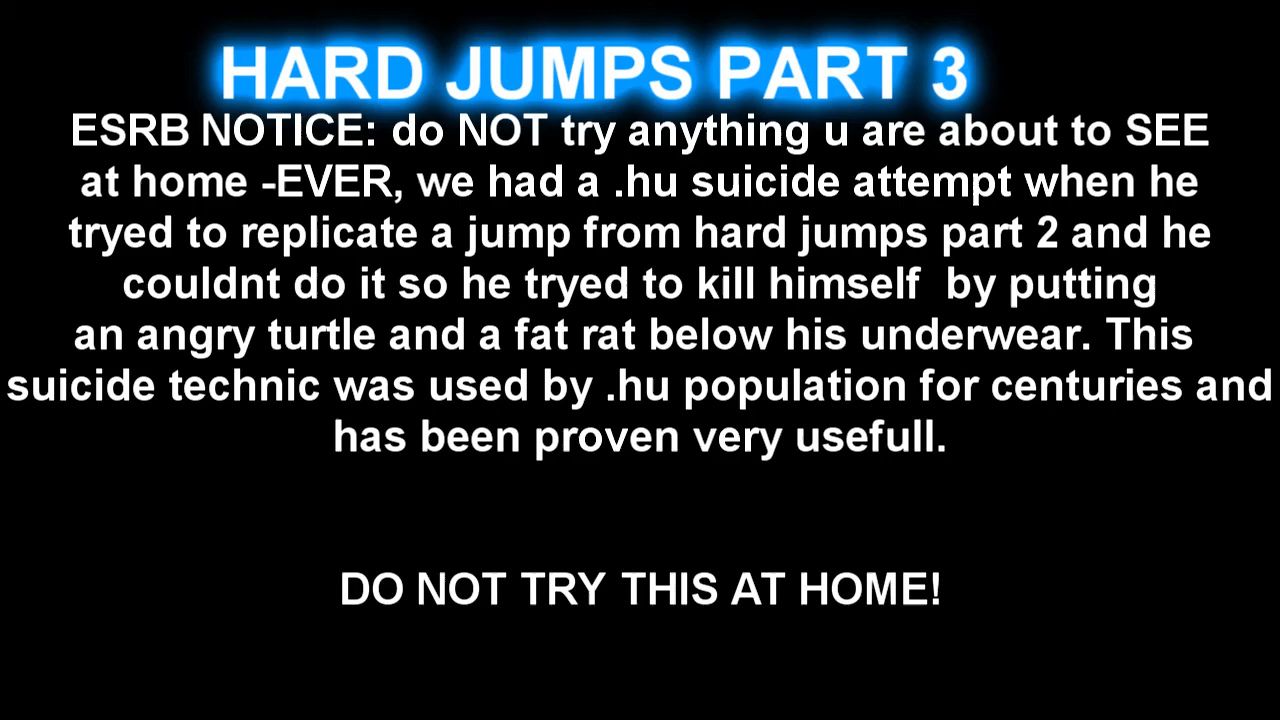 HARD JUMPS PART 3
ESRB NOTICE: do NOT try anything u are about to SEE
at home -EVER, we had a .hu suicide attempt when he
tryed to replicate a jump from hard jumps part 2 and he
couldnt do it so he tryed to kill himself  by putting
an angry turtle and a fat rat below his underwear. This
suicide technic was used by .hu population for centuries and
has been proven very usefull.
DO NOT TRY THIS AT HOME!